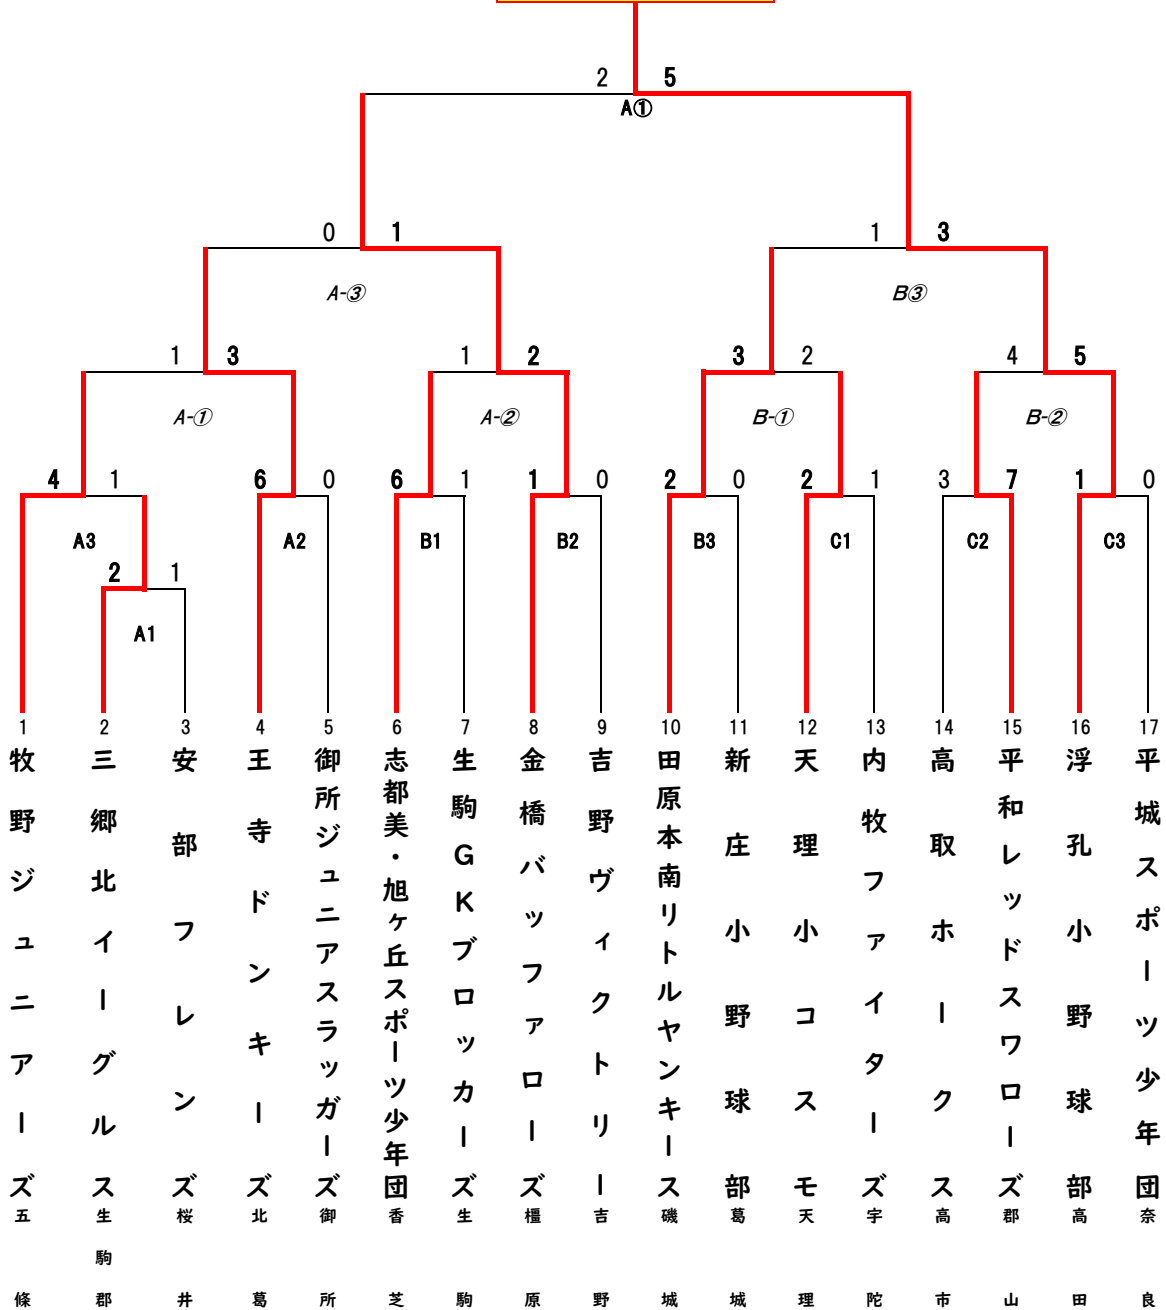 2 5
A①
0 1 1 3
A-③ B③
1 3 1 2 3 2 4 5
A-① A-② B-① B-②
4 1 6 0 6 1 1 0 2 0 2 1 3 7 1 0
A3 A2 B1 B2 B3 C1 C2 C3
2 1
A1
1 2 3 4 5 6 7 8 9 10 11 12 13 14 15 16 17
牧野ジュニアーズ
三郷北イーグルス
安部フレンズ
王寺ドンキーズ
御所ジュニアスラッガーズ
志都美・旭ヶ丘スポーツ少年団
生駒GKブロッカーズ
金橋バッファローズ
吉野ヴィクトリー
田原本南リトルヤンキース
新庄小野球部
天理小コスモ
内牧ファイターズ
高取ホークス
平和レッドスワローズ
浮孔小野球部
平城スポーツ少年団
五條
生駒郡
桜井
北葛
御所
香芝
生駒
橿原
吉野
磯城
葛城
天理
宇陀
高市
郡山
高田
奈良